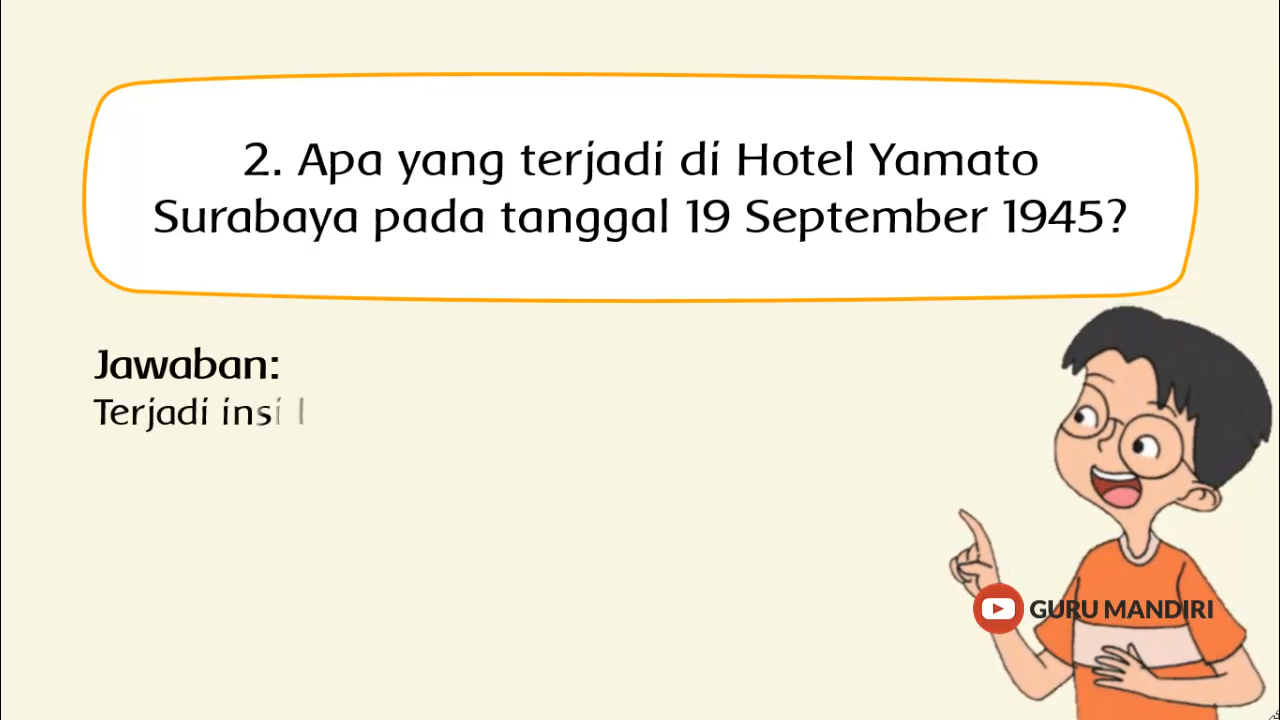 2. Apa yang terjadi di Hotel Yamato
Surabaya pada tanggal 19 September 1945?
Jawaban:
Terjadi
GURU MANDIRI